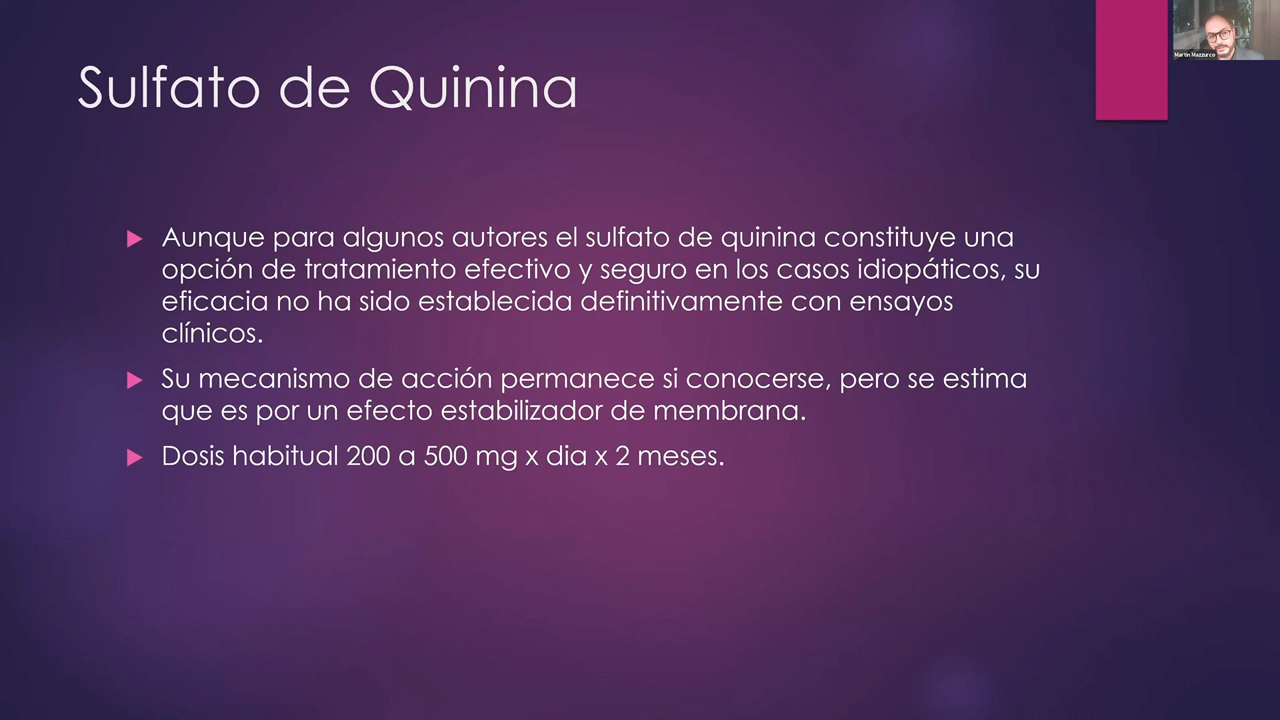 Martin Mazzurco
Sulfato de Quinina
Aunque para algunos autores el sulfato de quinina constituye una
opción de tratamiento efectivo y seguro en los casos idiopáticos, su
eficacia no ha sido establecida definitivamente con ensayos
clínicos.
Su mecanismo de acción permanece si conocerse, pero se estima
que es por un efecto estabilizador de membrana.
Dosis habitual 200 a 500 mg x dia x 2 meses.